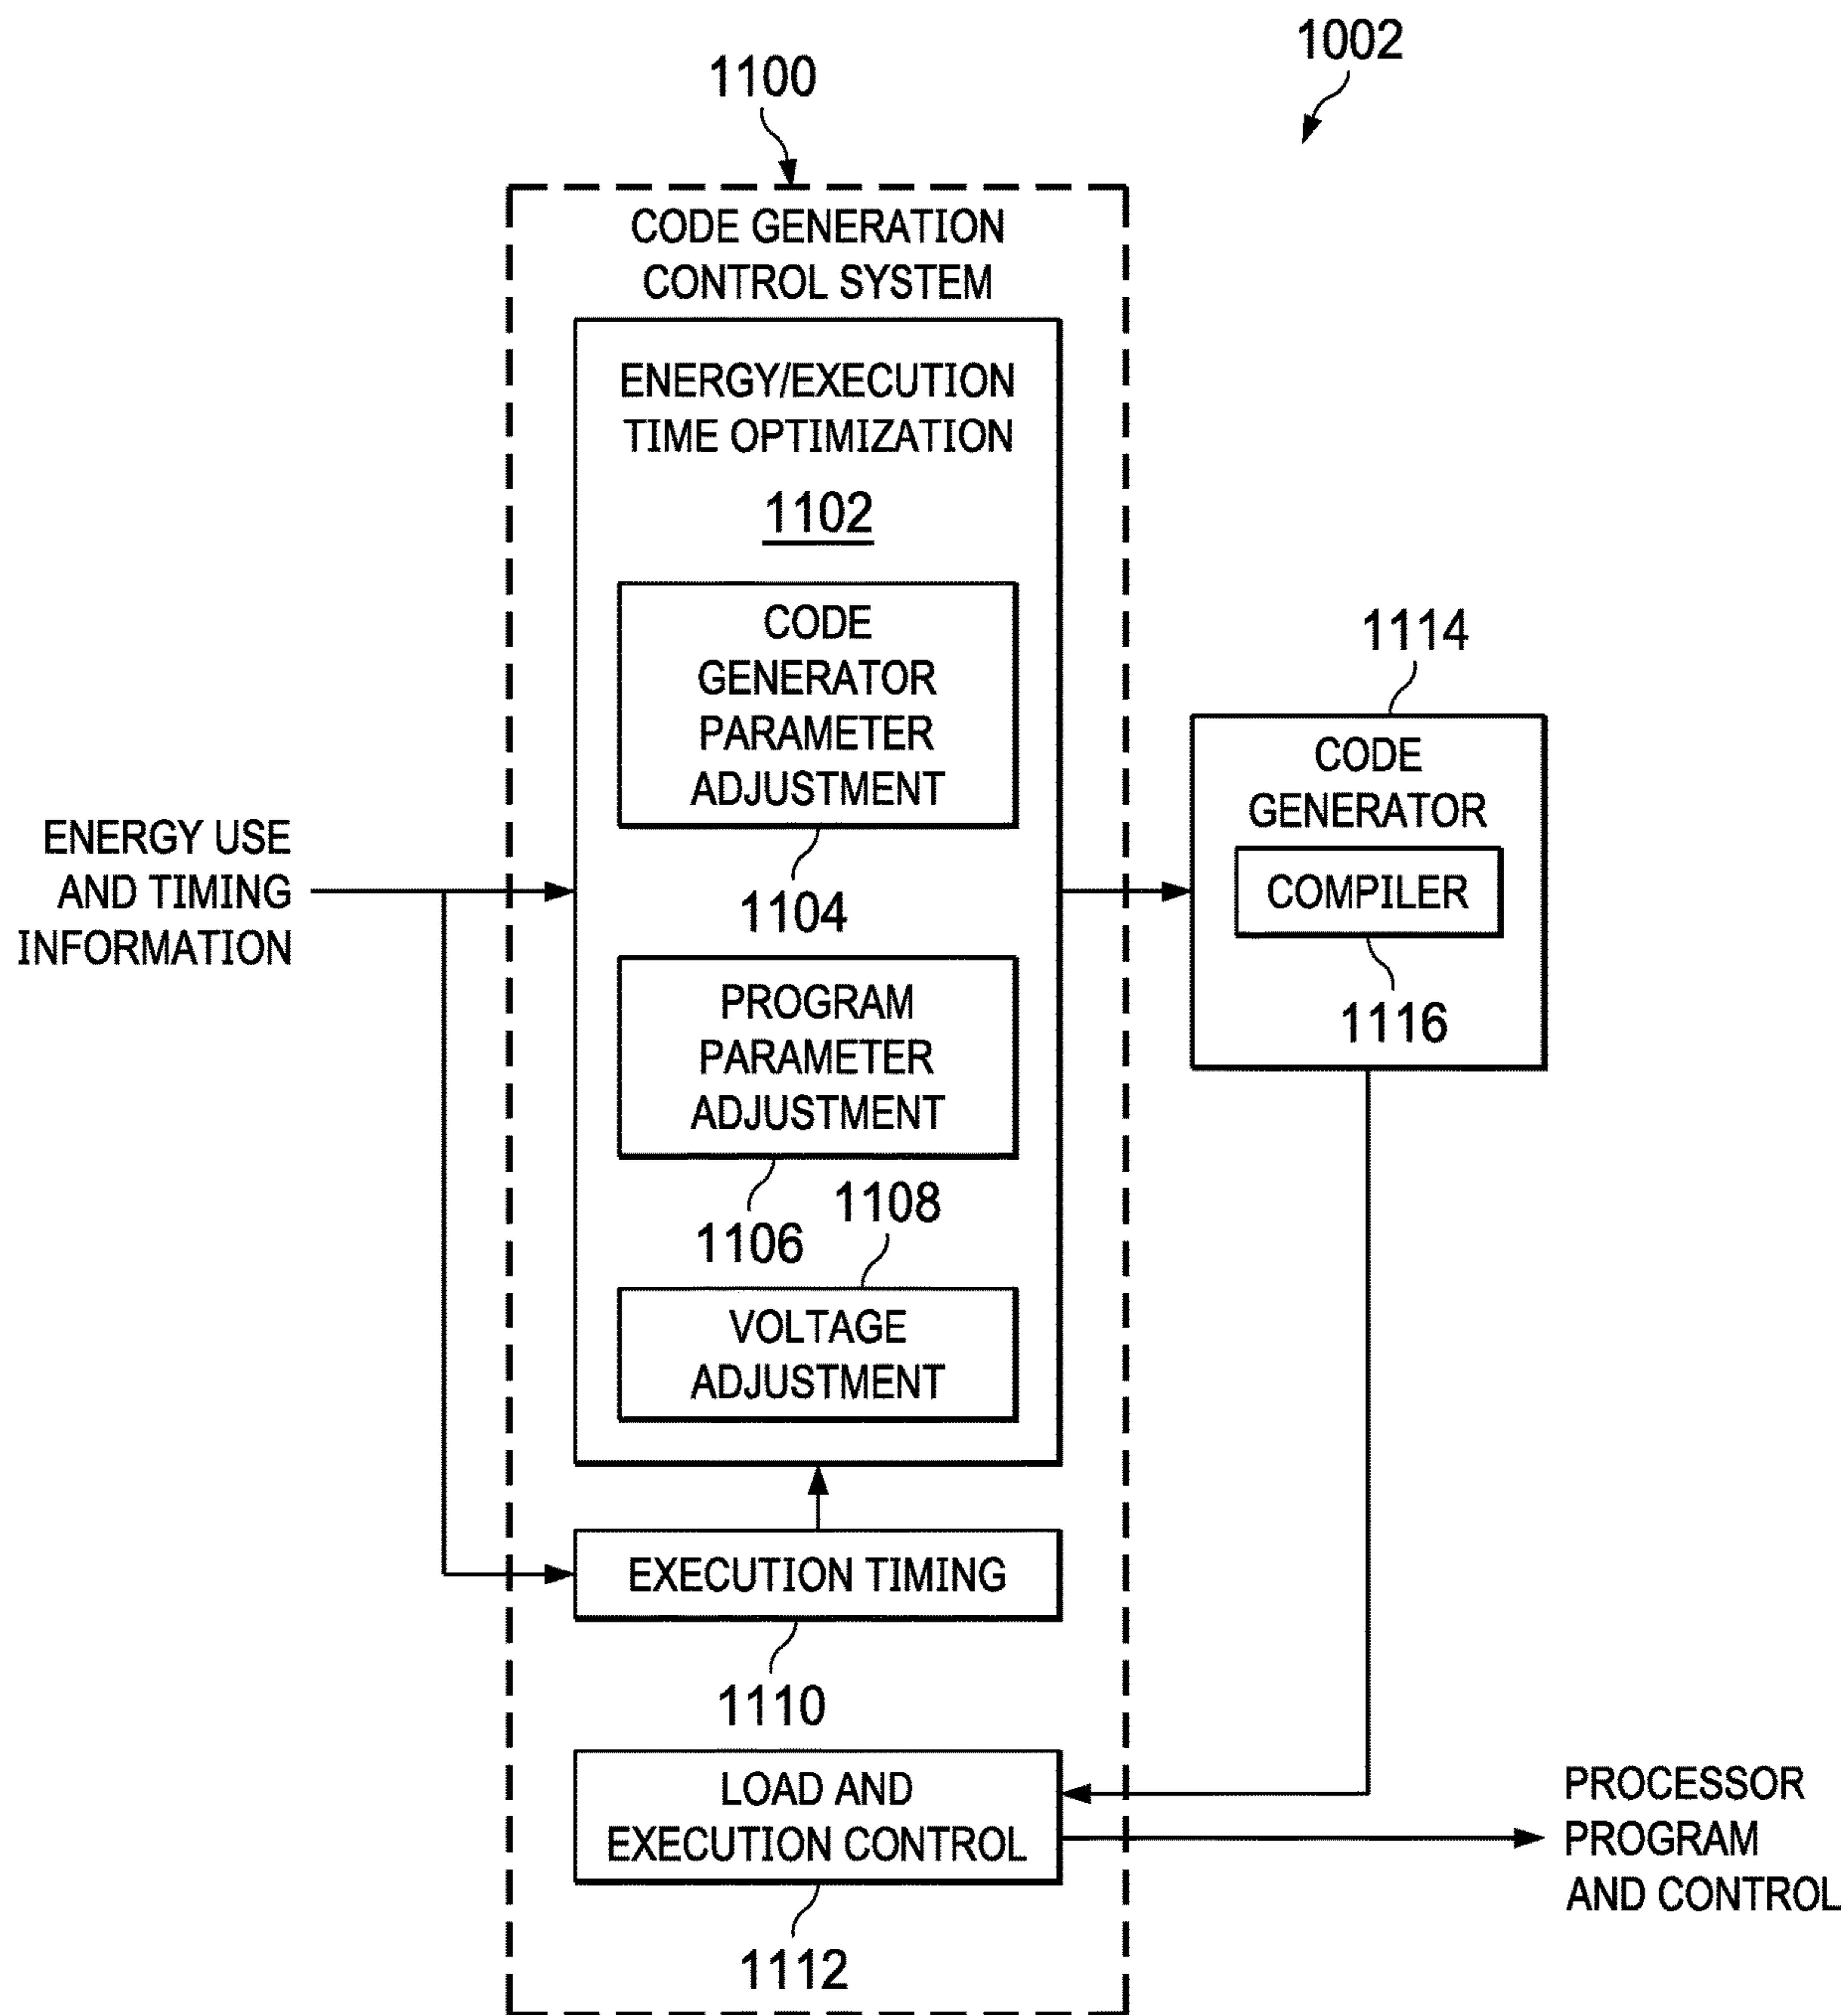 1002
1100
CODE GENERATION
CONTROL SYSTEM
ENERGY/EXECUTION
TIME OPTIMIZATION
1102
CODE
GENERATOR
PARAMETER
ADJUSTMENT
1104
PROGRAM
PARAMETER
ADJUSTMENT
1106
1108
VOLTAGE
ADJUSTMENT
ENERGY USE
AND TIMING
INFORMATION
EXECUTION TIMING
1110
LOAD AND
EXECUTION CONTROL
1112
1114
CODE
GENERATOR
COMPILER
1116
PROCESSOR
PROGRAM
AND CONTROL